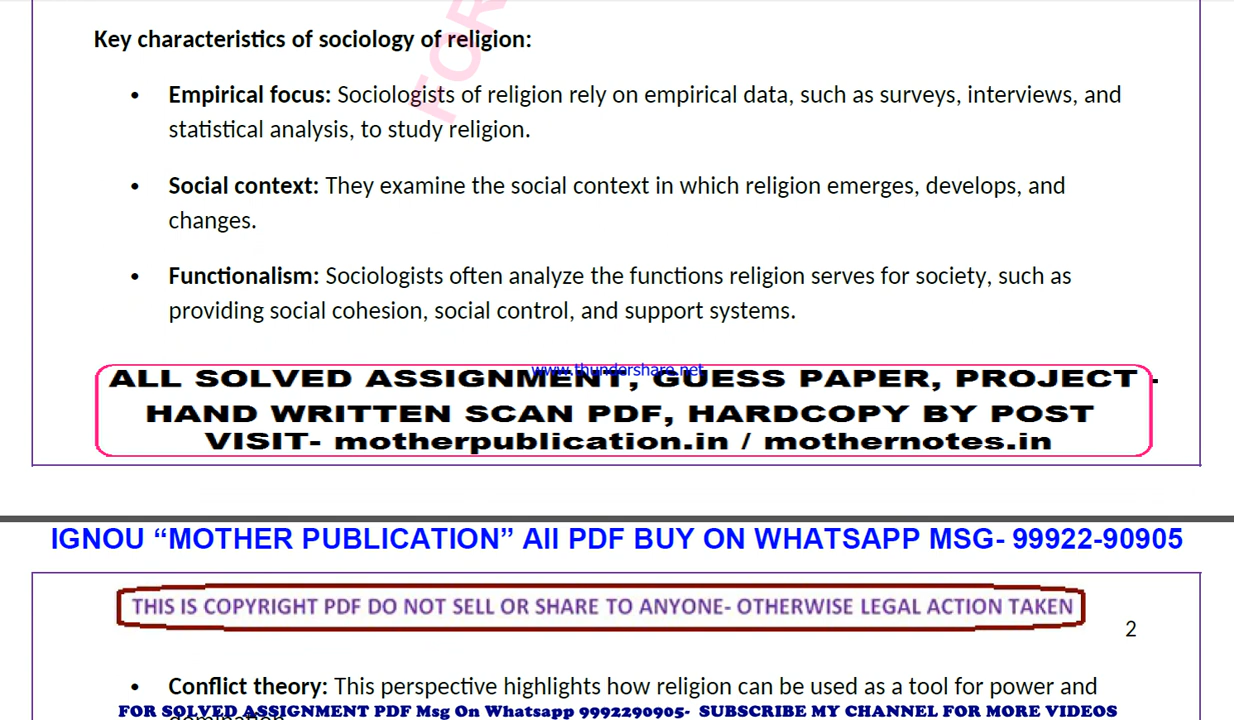 Key characteristics of sociology of religion:
FOR
• Empirical focus: Sociologists of religion rely on empirical data, such as surveys, interviews, and
statistical analysis, to study religion.
• Social context: They examine the social context in which religion emerges, develops, and
changes.
• Functionalism: Sociologists often analyze the functions religion serves for society, such as
providing social cohesion, social control, and support systems.
www.thundershare.net
ALL SOLVED ASSIGNMENT, GUESS PAPER, PROJECT -
HAND WRITTEN SCAN PDF, HARDCOPY BY POST
VISIT- motherpublication.in / mothernotes.in
IGNOU “MOTHER PUBLICATION” All PDF BUY ON WHATSAPP MSG- 99922-90905
THIS IS COPYRIGHT PDF DO NOT SELL OR SHARE TO ANYONE- OTHERWISE LEGAL ACTION TAKEN
2
• Conflict theory: This perspective highlights how religion can be used as a tool for power and
domination
FOR SOLVED ASSIGNMENT PDF Msg On Whatsapp 9992290905- SUBSCRIBE MY CHANNEL FOR MORE VIDEOS